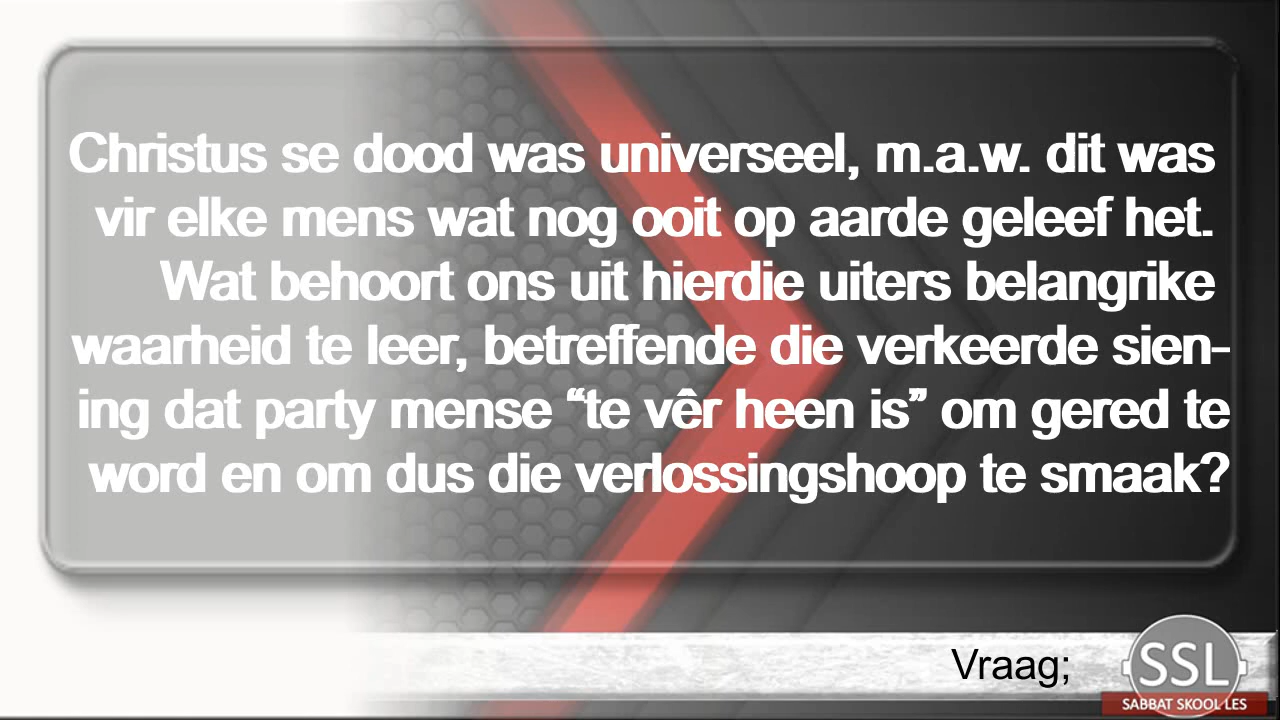 Christus se dood was universeel, m.a.w. dit was
vir elke mens wat nog ooit op aarde geleef het.
Wat behoort ons uit hierdie uiters belangrike
waarheid te leer, betreffende die verkeerde sien-
ing dat party mense “te vêr heen is” om gered te
word en om dus die verlossingshoop te smaak?
Vraag;
SSL
SABBAT SKOOL LES